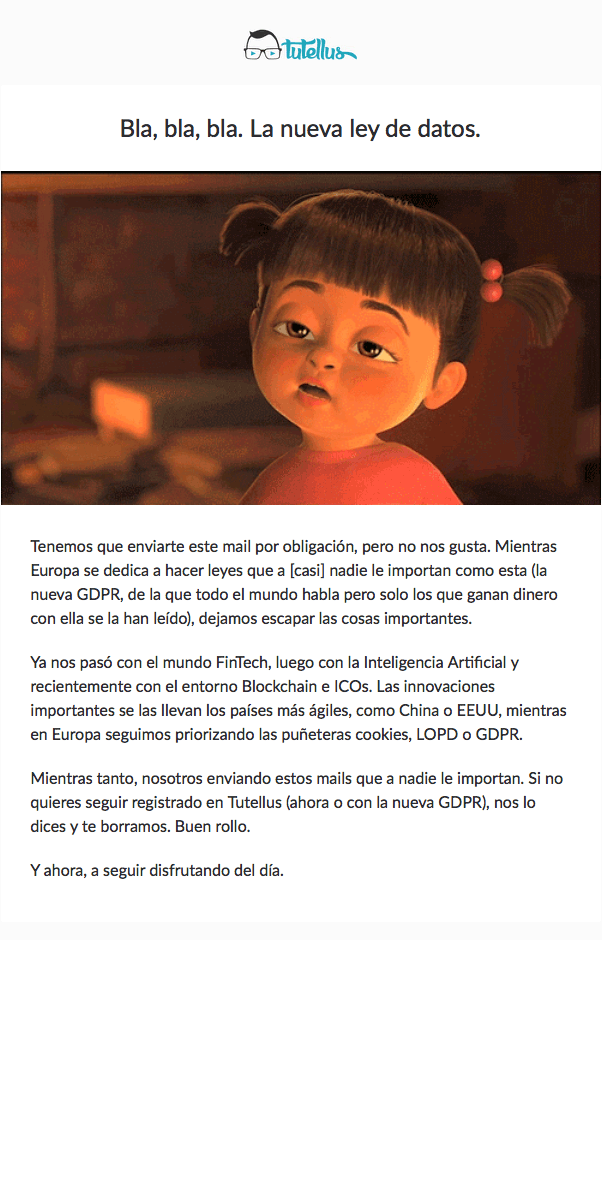 tutellus
Bla, bla, bla. La nueva ley de datos.
Tenemos que enviarte este mail por obligación, pero no nos gusta. Mientras
Europa se dedica a hacer leyes que a [casi] nadie le importan como esta (la
nueva GDPR, de la que todo el mundo habla pero solo los que ganan dinero
con ella se la han leído), dejamos escapar las cosas importantes.
Ya nos pasó con el mundo FinTech, luego con la Inteligencia Artificial y
recientemente con el entorno Blockchain e ICOs. Las innovaciones
importantes se las llevan los países más ágiles, como China o EEUU, mientras
en Europa seguimos priorizando las puñeteras cookies, LOPD o GDPR.
Mientras tanto, nosotros enviando estos mails que a nadie le importan. Si no
quieres seguir registrado en Tutellus (ahora o con la nueva GDPR), nos lo
dices y te borramos. Buen rollo.
Y ahora, a seguir disfrutando del día.